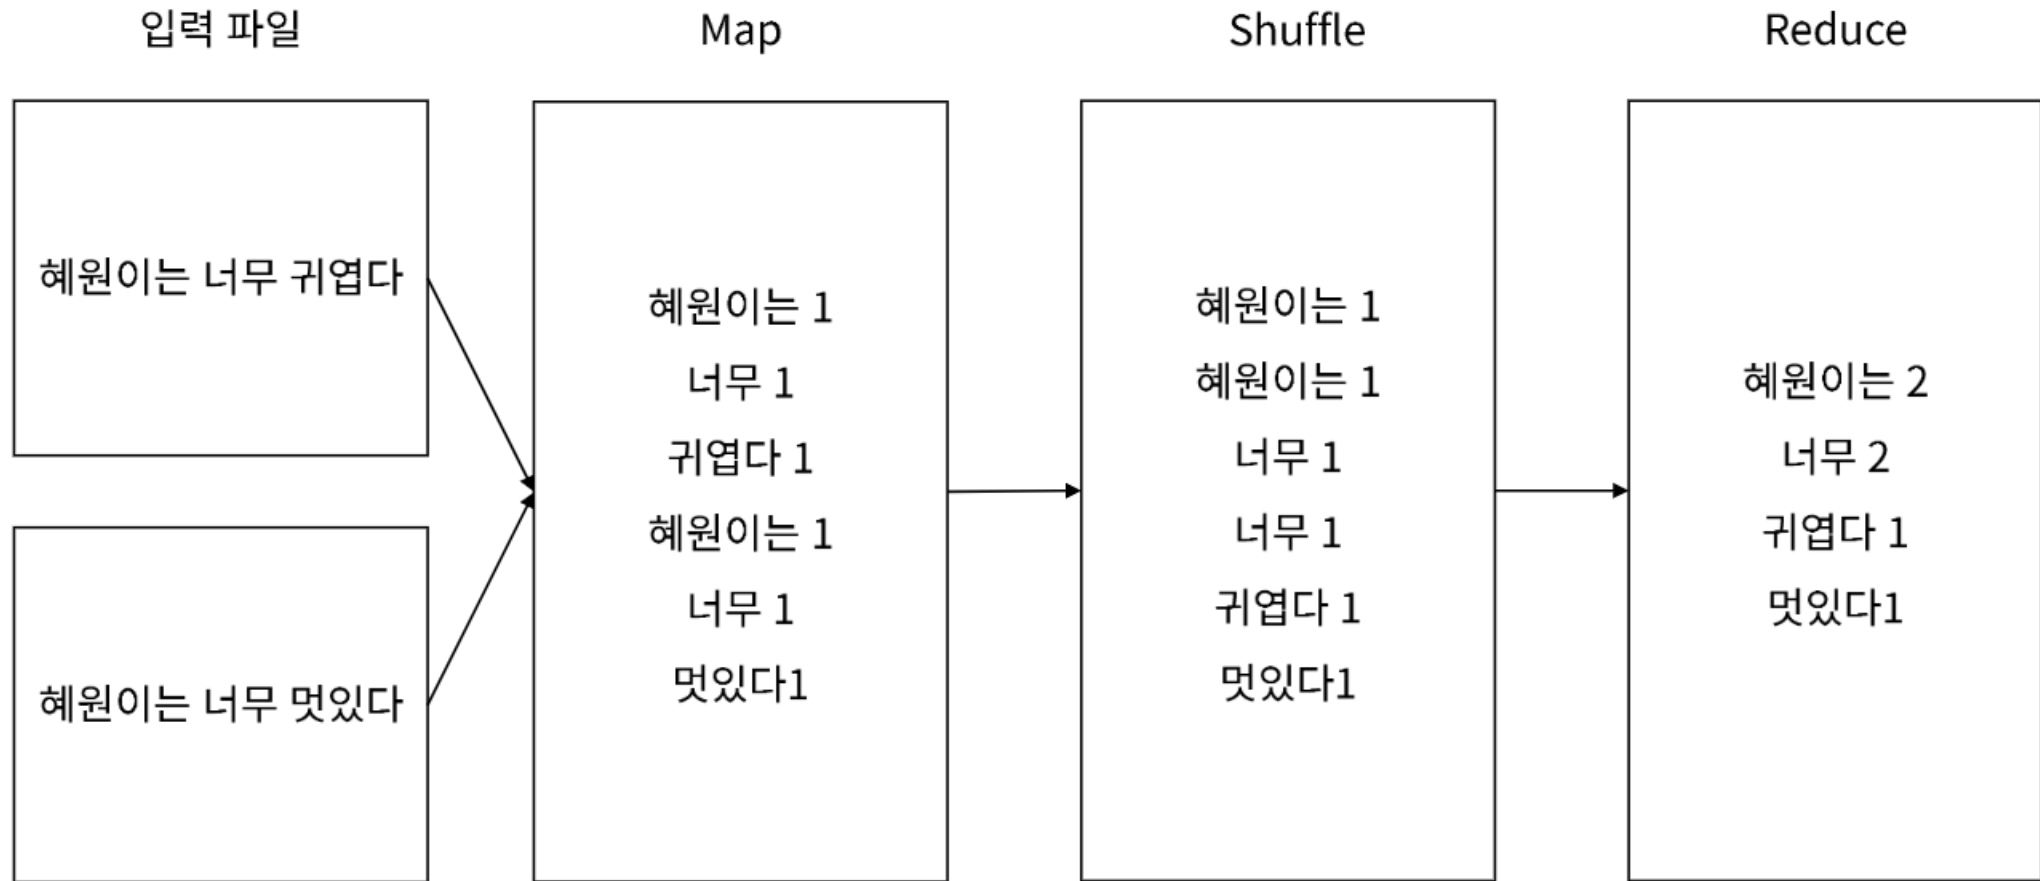 입력 파일
Map
Shuffle
Reduce
혜원이는 너무 귀엽다
혜원이는 너무 멋있다
혜원이는 1
너무 1
귀엽다 1
혜원이는 1
너무 1
멋있다1
혜원이는 1
혜원이는 1
너무 1
너무 1
귀엽다 1
멋있다1
혜원이는 2
너무 2
귀엽다 1
멋있다1